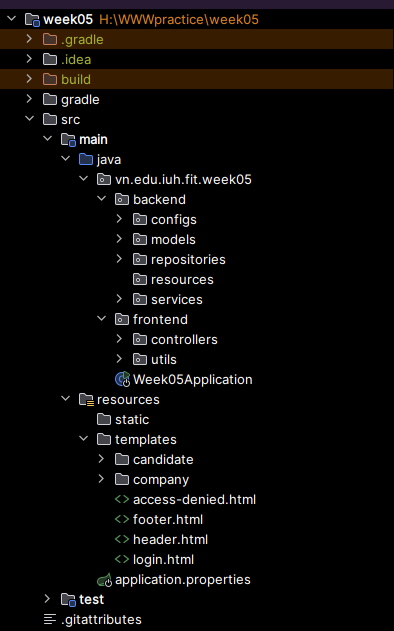 week05 H:\WWWpractice\week05
.gradle
.idea
build
gradle
src
main
java
vn.edu.iuh.fit.week05
backend
configs
models
repositories
resources
services
frontend
controllers
utils
Week05Application
resources
static
templates
candidate
company
access-denied.html
footer.html
header.html
login.html
application.properties
test
.gitattributes